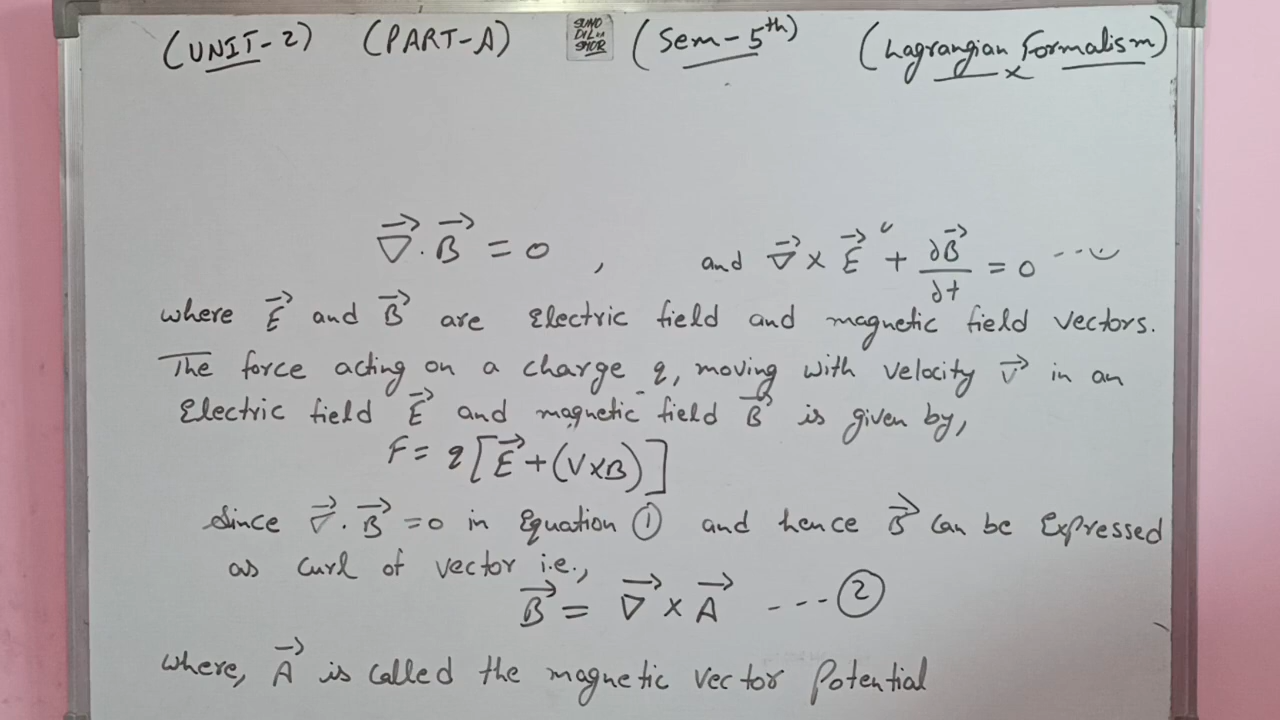 (UNIT-2) (PART-A) (Sem-5th) (Lagrangian Formalism)
∇⃗.B⃗ = 0 , and ∇⃗ × E⃗ + ∂B⃗/∂t = 0 ---
where E⃗ and B⃗ are Electric field and magnetic field vectors.
The force acting on a charge q, moving with velocity v⃗ in an
Electric field E⃗ and magnetic field B⃗ is given by,
F = q[E⃗ + (V×B)]
Since ∇⃗.B⃗ = 0 in Equation ① and hence B⃗ can be Expressed
as curl of vector i.e.,
B⃗ = ∇⃗ × A⃗ ---- ②
where, A⃗ is called the magnetic vector Potential